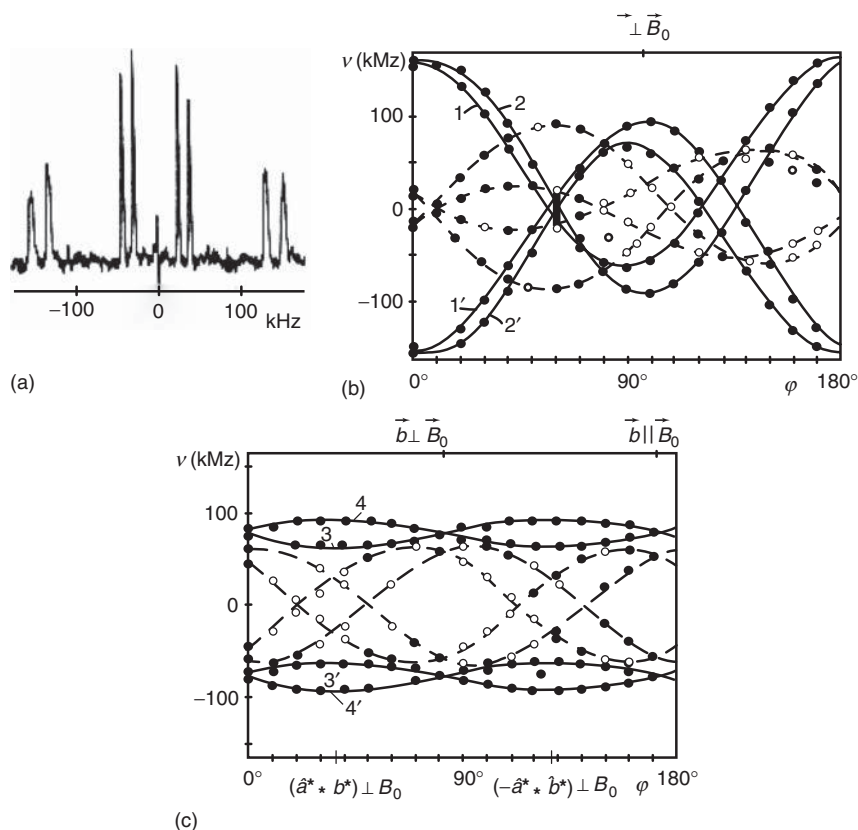 −100 0 100
kHz
(a)
→ ⊥ B⃗₀
ν (kMz)
100
0
−100
1 2
1′
2′
0° 90° φ 180°
(b)
b⃗ ⊥ B⃗₀ b⃗ || B⃗₀
ν (kMz)
100
0
−100
4
3
3′
4′
0° 90° φ 180°
(â* * b*) ⊥ B₀ (−â* * b*) ⊥ B₀
(c)